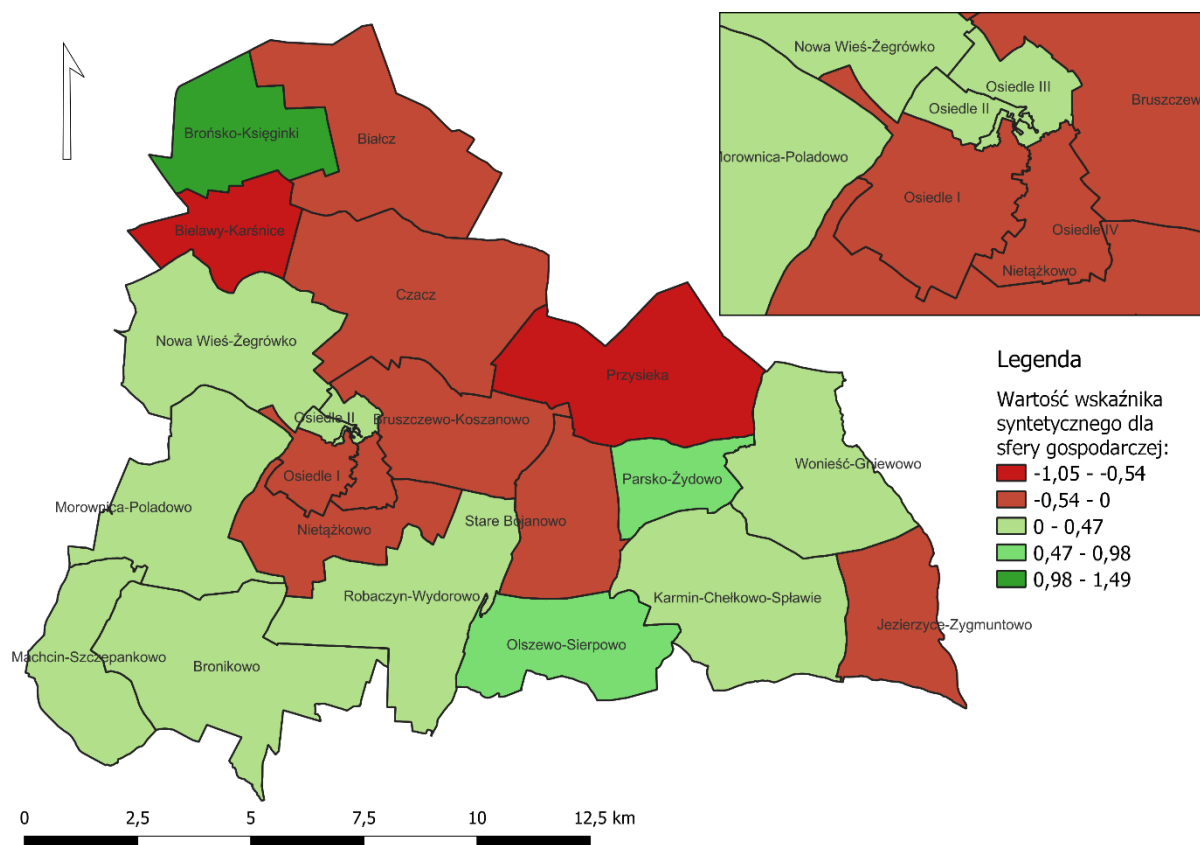 Brońsko-Księginki
Białcz
Bielawy-Karśnice
Czacz
Nowa Wieś-Żegrówko
Przysieka
Osiedle II
Bruszczewo-Koszanowo
Osiedle I
Parsko-Żydowo
Wonieść-Gniewowo
Morownica-Poladowo
Nietążkowo
Stare Bojanowo
Robaczyn-Wydorowo
Karmin-Chełkowo-Spławie
Jezierzyce-Zygmuntowo
Olszewo-Sierpowo
Machcin-Szczepankowo
Bronikowo
Nowa Wieś-Żegrówko
Osiedle III
Osiedle II
Bruszczew
Morownica-Poladowo
Osiedle I
Osiedle IV
Nietążkowo
Legenda
Wartość wskaźnika
syntetycznego dla
sfery gospodarczej:
-1,05 - -0,54
-0,54 - 0
0 - 0,47
0,47 - 0,98
0,98 - 1,49
0 2,5 5 7,5 10 12,5 km